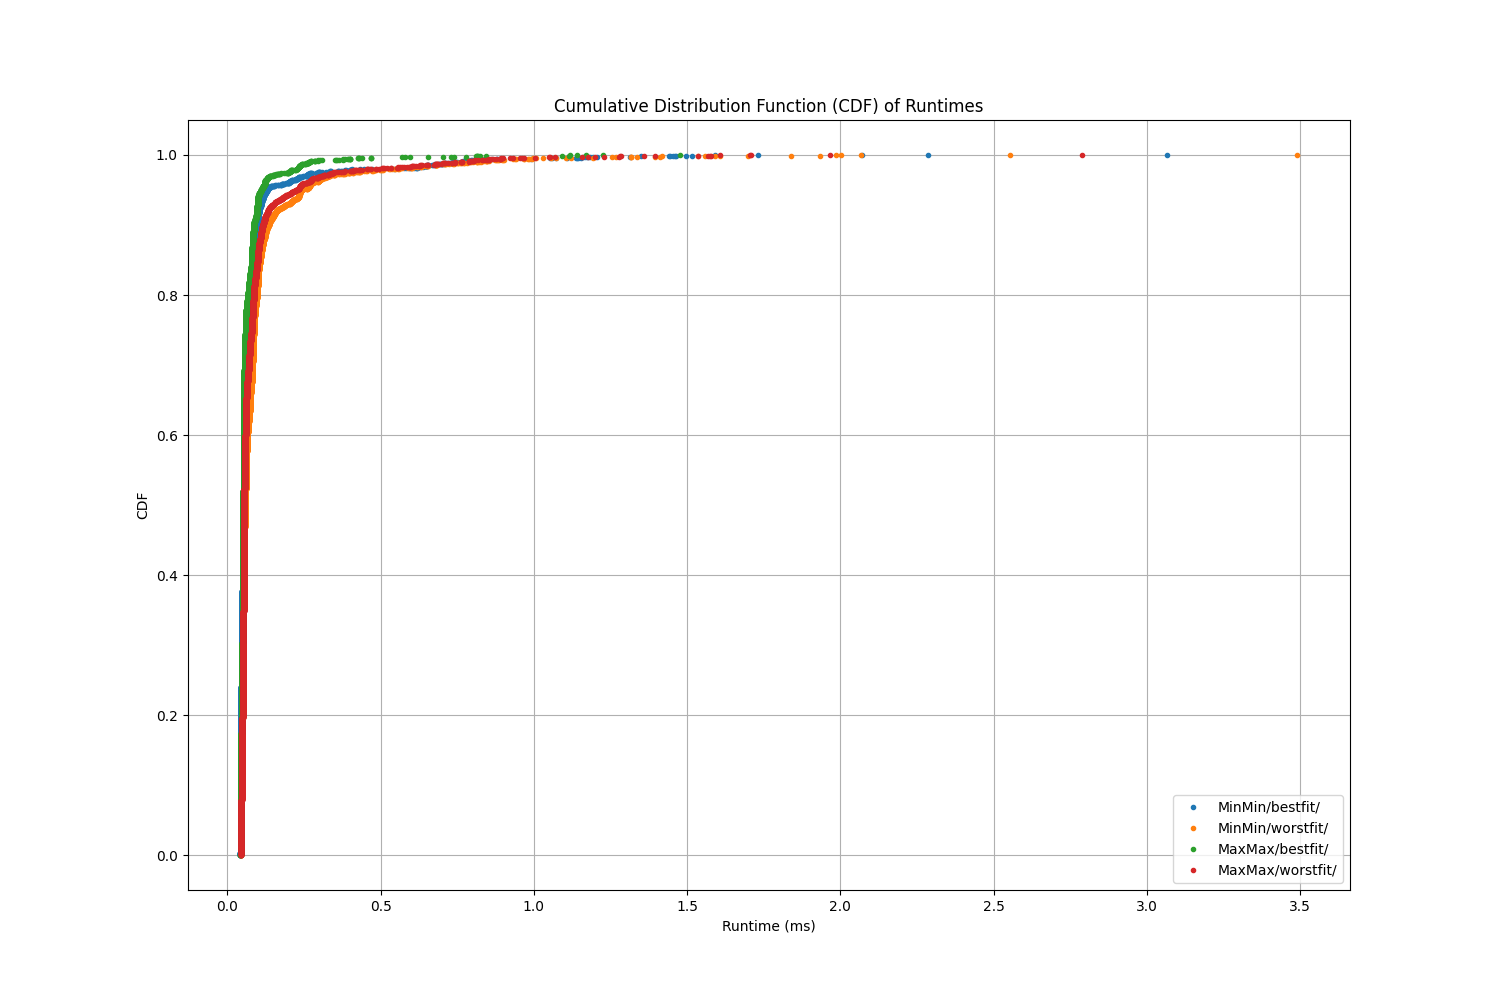 Cumulative Distribution Function (CDF) of Runtimes
1.0
0.8
0.6
0.4
0.2
0.0
CDF
0.0 0.5 1.0 1.5 2.0 2.5 3.0 3.5
Runtime (ms)
MinMin/bestfit/
MinMin/worstfit/
MaxMax/bestfit/
MaxMax/worstfit/